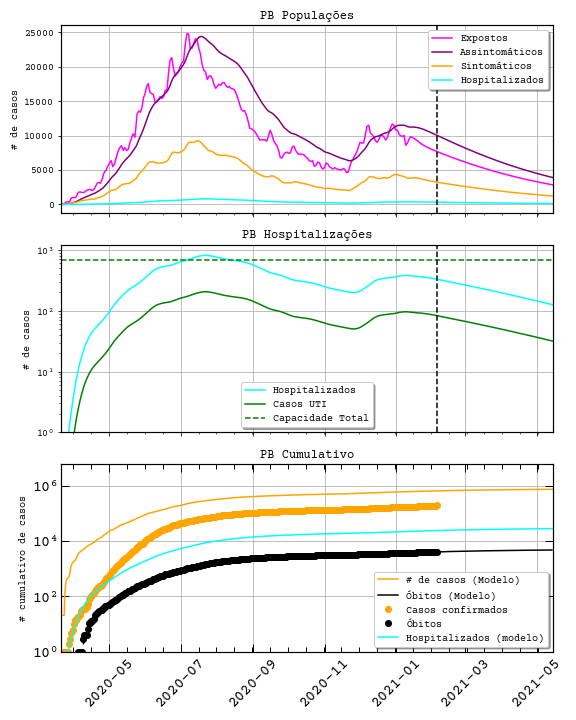 PB Populações
# de casos
25000
20000
15000
10000
5000
0
Expostos
Assintomáticos
Sintomáticos
Hospitalizados
PB Hospitalizações
# de casos
10³
10²
10¹
10⁰
Hospitalizados
Casos UTI
Capacidade Total
PB Cumulativo
# cumulativo de casos
10⁶
10⁴
10²
10⁰
# de casos (Modelo)
Óbitos (Modelo)
Casos confirmados
Óbitos
Hospitalizados (modelo)
2020-05
2020-07
2020-09
2020-11
2021-01
2021-03
2021-05